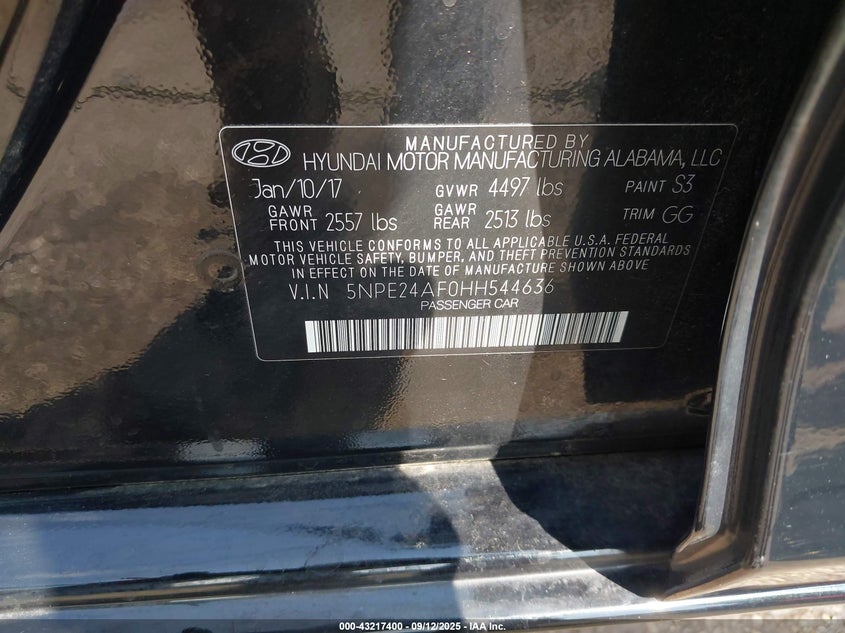 MANUFACTURED BY
HYUNDAI MOTOR MANUFACTURING ALABAMA, LLC
Jan/10/17 GVWR 4497 lbs PAINT S3
GAWR FRONT 2557 lbs GAWR REAR 2513 lbs TRIM GG
THIS VEHICLE CONFORMS TO ALL APPLICABLE U.S.A. FEDERAL
MOTOR VEHICLE SAFETY, BUMPER, AND THEFT PREVENTION STANDARDS
IN EFFECT ON THE DATE OF MANUFACTURE SHOWN ABOVE
V.I.N 5NPE24AF0HH544636
PASSENGER CAR
000-43217400 - 09/12/2025 - IAA Inc.